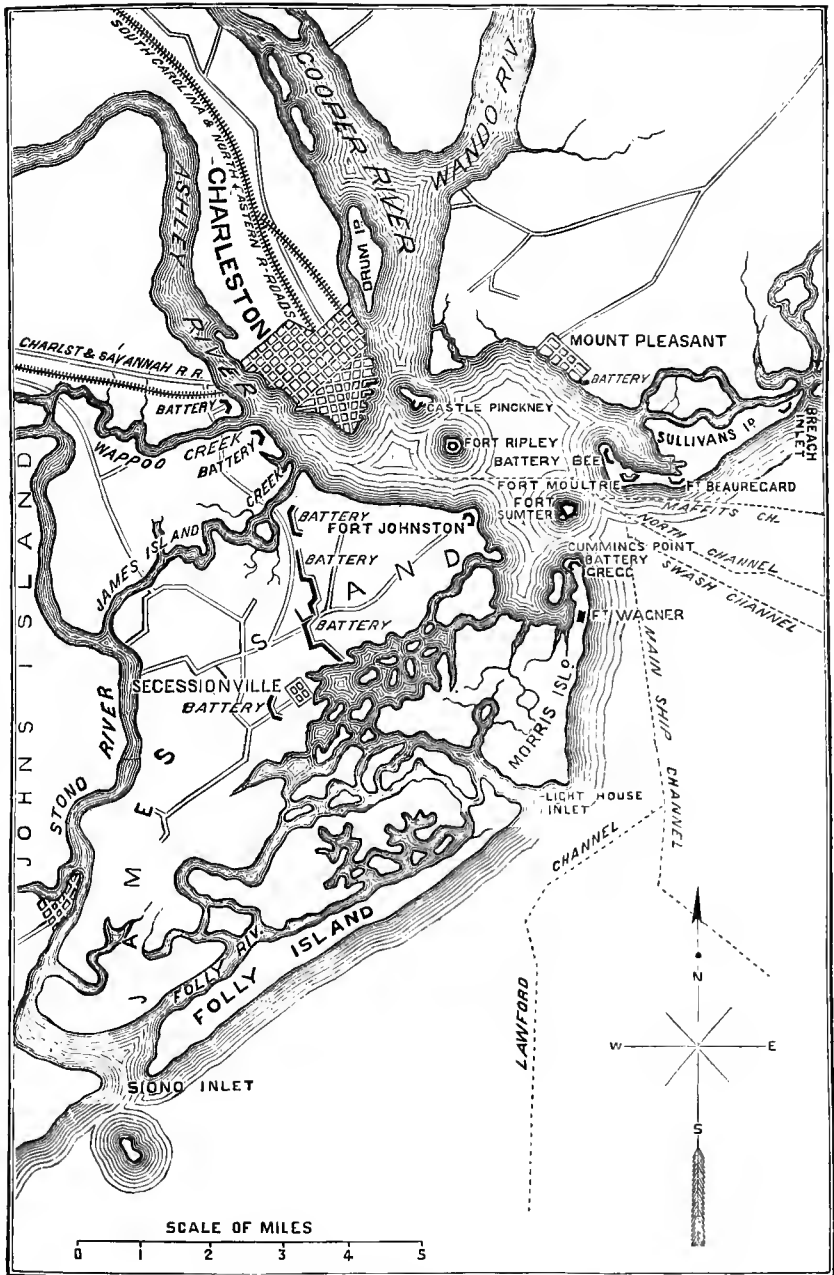 SOUTH CAROLINA & NORTH EASTERN R-ROADS
COOPER RIVER
WANDO RIV
ASHLEY RIVER
CHARLESTON
DRUM ID
MOUNT PLEASANT
BATTERY
CHARLST & SAVANNAH R.R.
BATTERY
CASTLE PINCKNEY
SULLIVANS ID
BREACH INLET
WAPPOO CREEK
BATTERY
FORT RIPLEY
BATTERY BEE
FORT MOULTRIE
FT BEAUREGARD
FORT SUMTER
MAFFITS CH-
NORTH CHANNEL
SWASH CHANNEL
JAMES ISLAND CREEK
BATTERY
FORT JOHNSTON
BATTERY
CUMMINGS POINT
BATTERY GREGG
FT WAGNER
BATTERY
JOHNS ISLAND
JAMES ISLAND
SECESSIONVILLE
BATTERY
MORRIS ISLD
STONO RIVER
MAIN SHIP CHANNEL
LIGHT HOUSE
INLET
LAWFORD CHANNEL
FOLLY RIV.
FOLLY ISLAND
N
W E
S
SIONO INLET
SCALE OF MILES
0 1 2 3 4 5